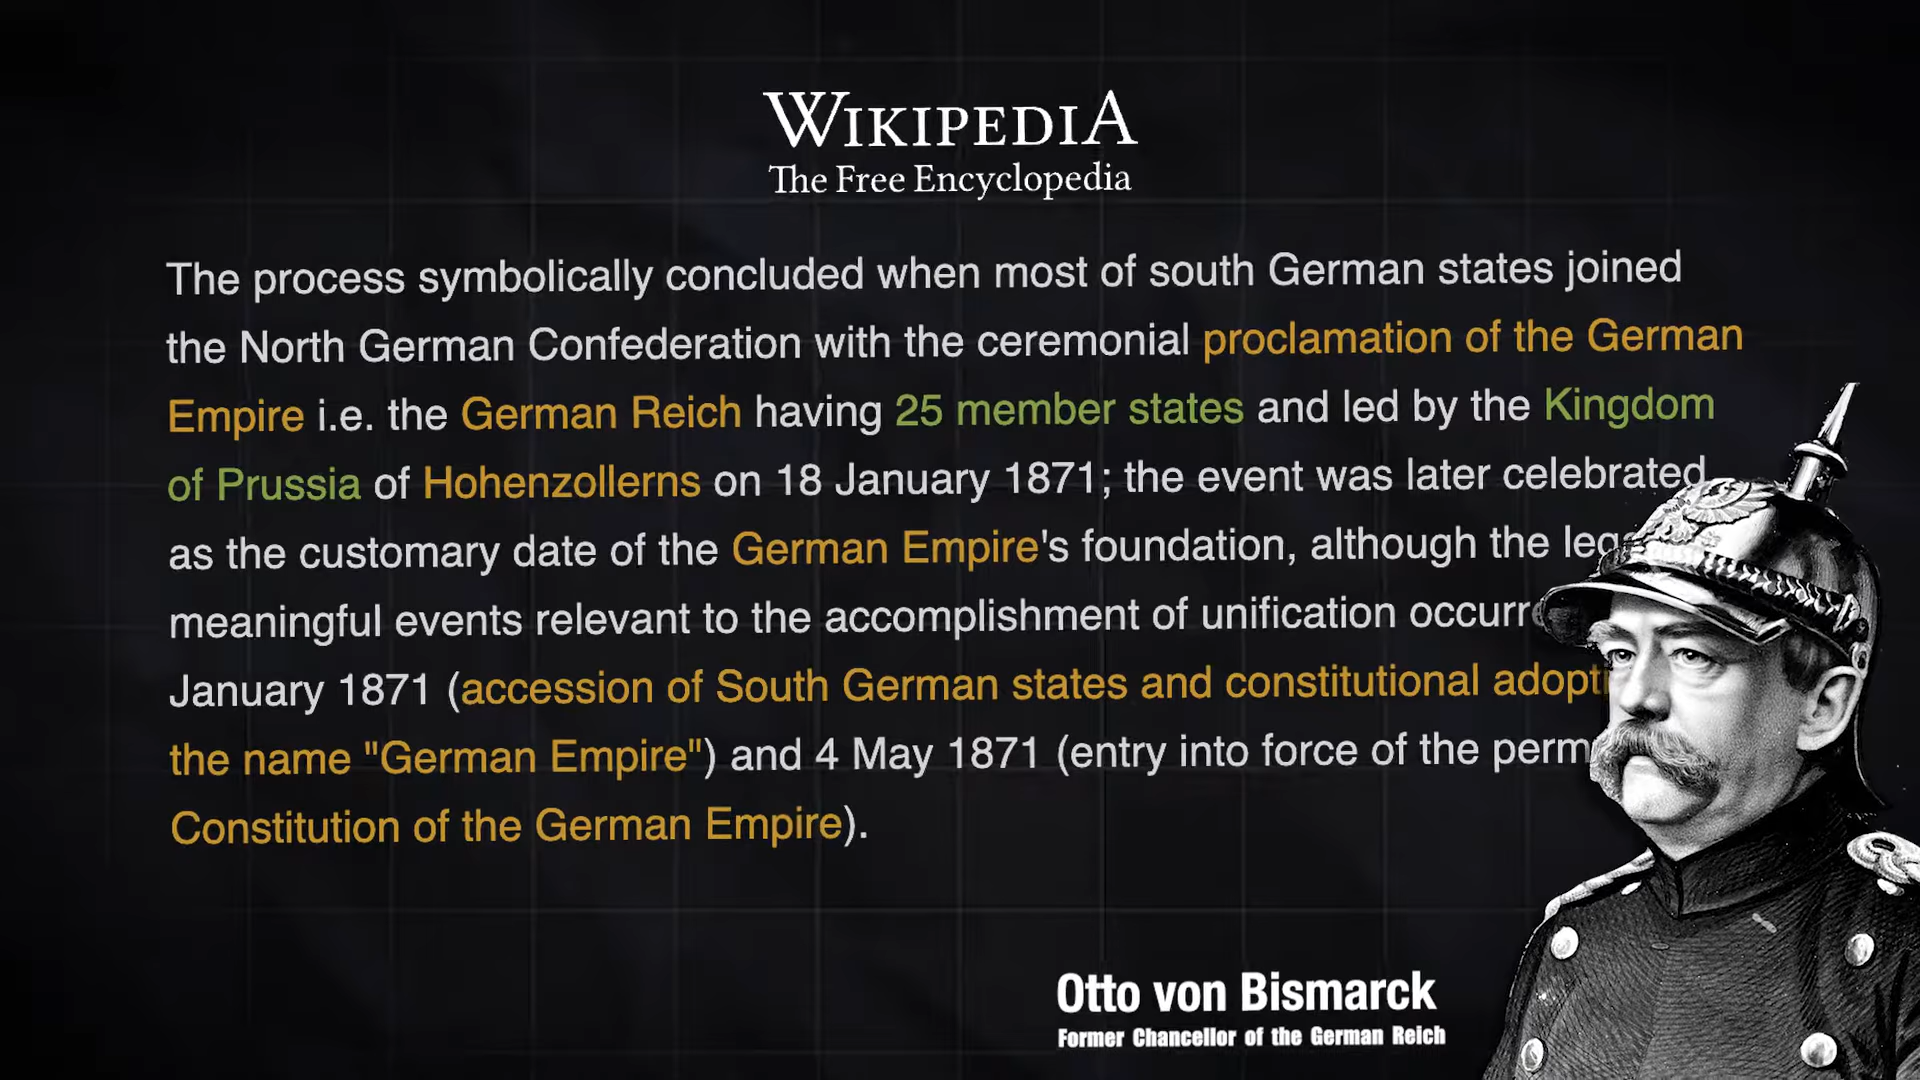 WIKIPEDIA
The Free Encyclopedia
The process symbolically concluded when most of south German states joined
the North German Confederation with the ceremonial proclamation of the German
Empire i.e. the German Reich having 25 member states and led by the Kingdom
of Prussia of Hohenzollerns on 18 January 1871; the event was later celebrated
as the customary date of the German Empire's foundation, although the
meaningful events relevant to the accomplishment of unification
January 1871 (accession of South German states and constitutional
the name "German Empire") and 4 May 1871 (entry into force of the
Constitution of the German Empire).
Otto von Bismarck
Former Chancellor of the German Reich